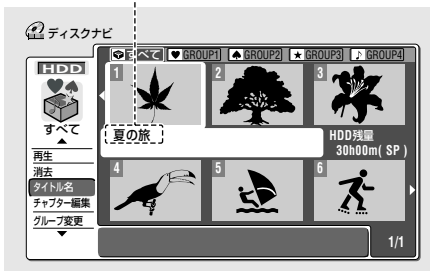 ディスクナビ
すべて GROUP1 GROUP2 GROUP3 GROUP4
HDD
すべて
再生
消去
タイトル名
チャプター編集
グループ変更
1
2
3
夏の旅
HDD残量
30h00m( SP )
4
5
6
1/1